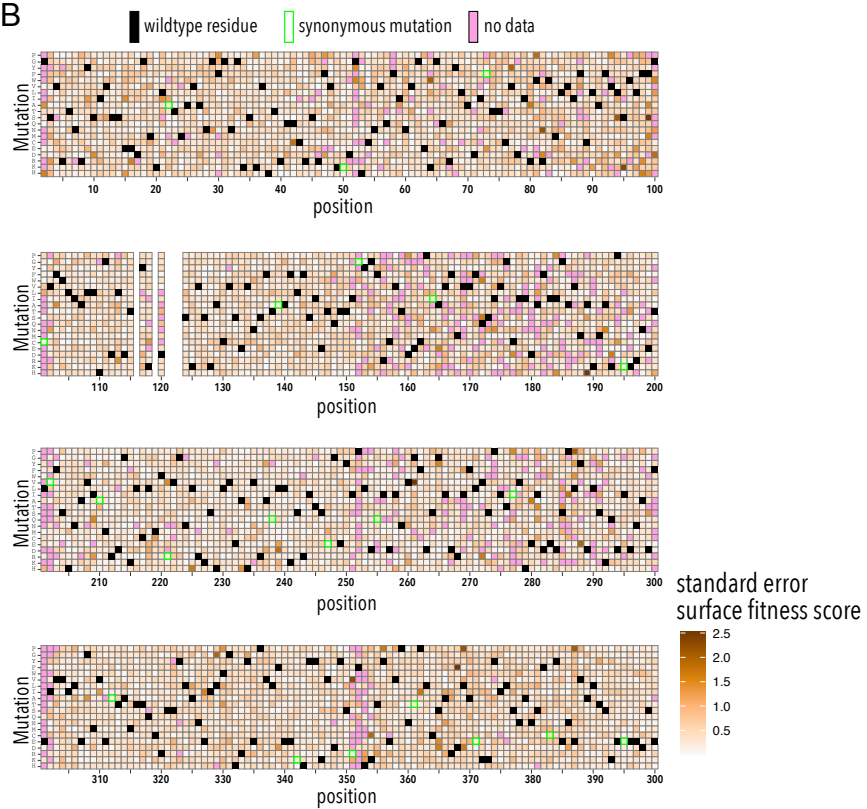 B
wildtype residue
synonymous mutation
no data
Mutation
10 20 30 40 50 60 70 80 90 100
position
Mutation
110 120 130 140 150 160 170 180 190 200
position
Mutation
210 220 230 240 250 260 270 280 290 300
position
Mutation
310 320 330 340 350 360 370 380 390 300
position
standard error
surface fitness score
2.5
2.0
1.5
1.0
0.5